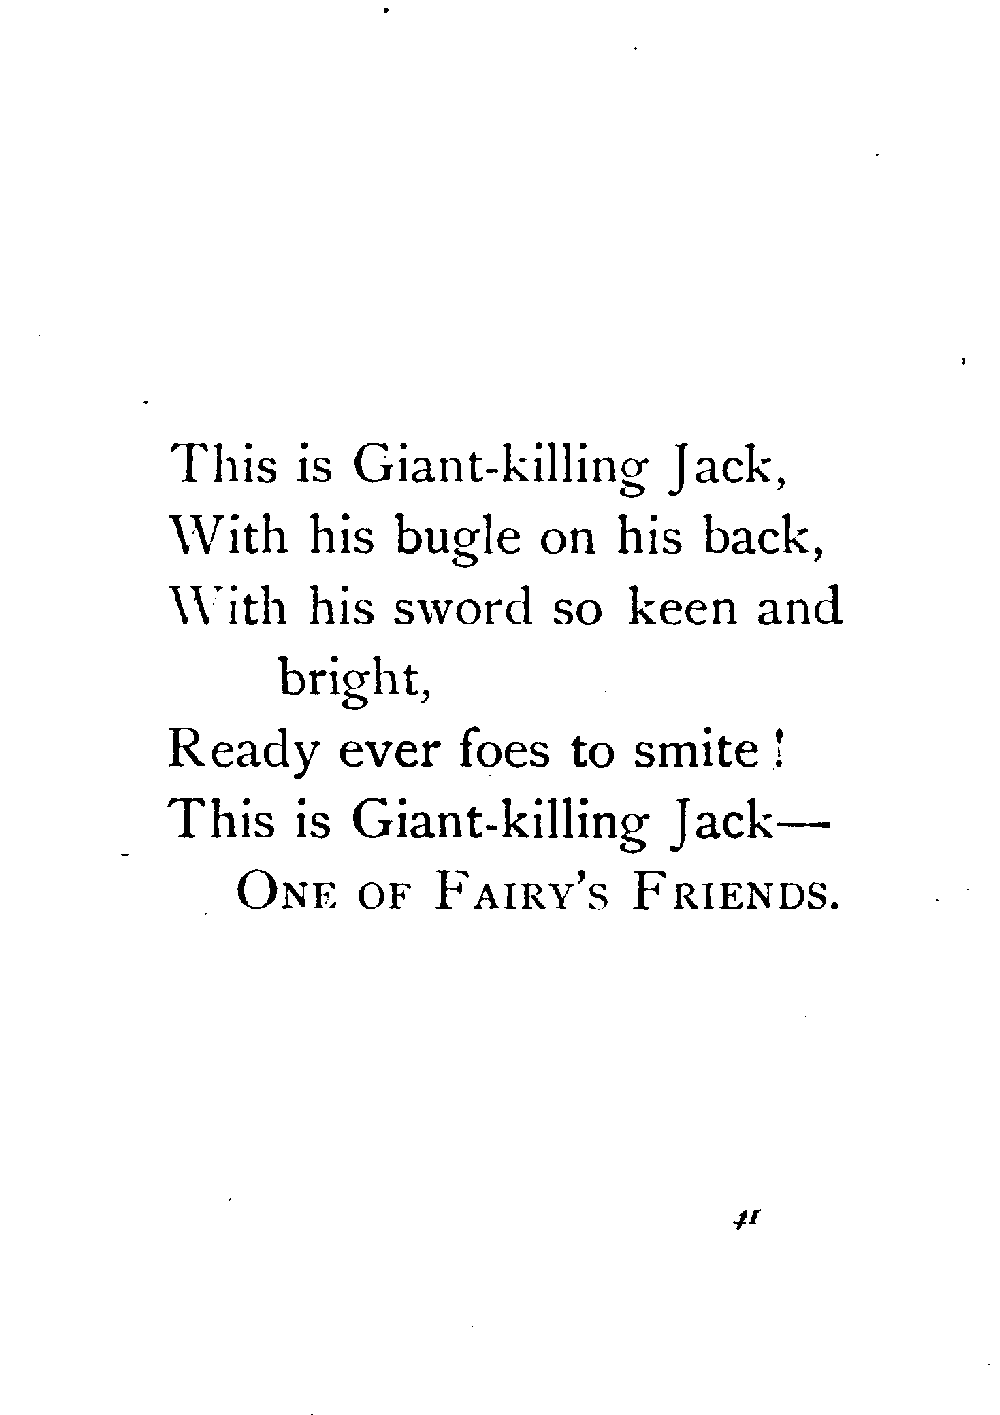 This is Giant-killing Jack,
With his bugle on his back,
With his sword so keen and
bright,
Ready ever foes to smite !
This is Giant-killing Jack—
ONE OF FAIRY'S FRIENDS.
41